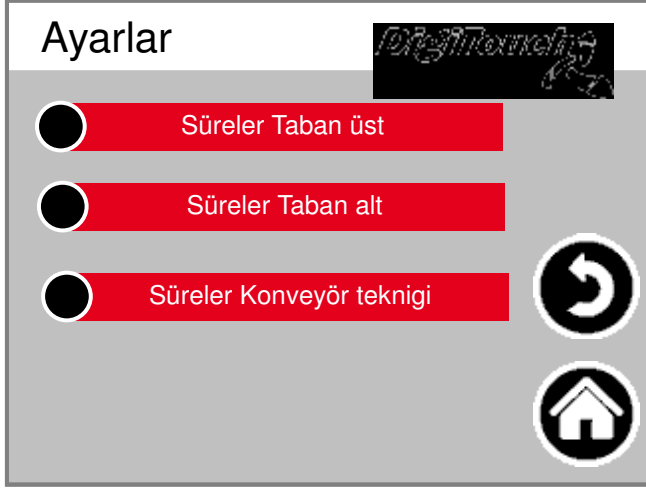 Ayarlar
DigiTouch
Süreler Taban üst
Süreler Taban alt
Süreler Konveyör teknigi